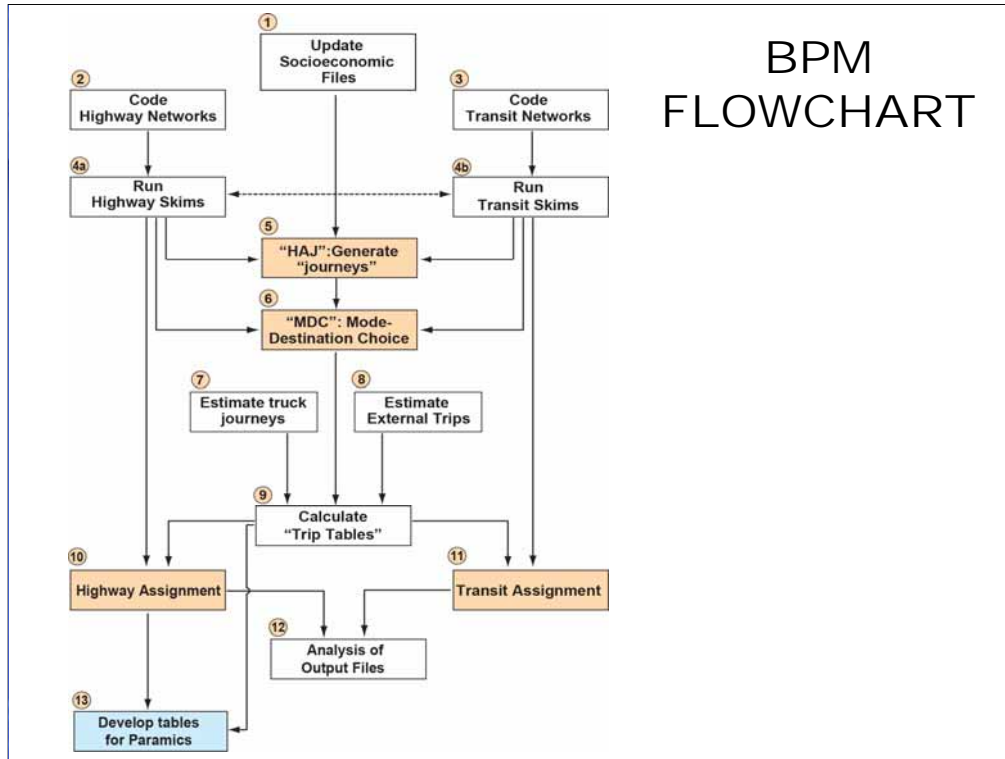 BPM
FLOWCHART
1
Update
Socioeconomic
Files
2
Code
Highway Networks
3
Code
Transit Networks
4a
Run
Highway Skims
4b
Run
Transit Skims
5
“HAJ”:Generate
“journeys”
6
“MDC”: Mode-
Destination Choice
7
Estimate truck
journeys
8
Estimate
External Trips
9
Calculate
“Trip Tables”
10
Highway Assignment
11
Transit Assignment
12
Analysis of
Output Files
13
Develop tables
for Paramics